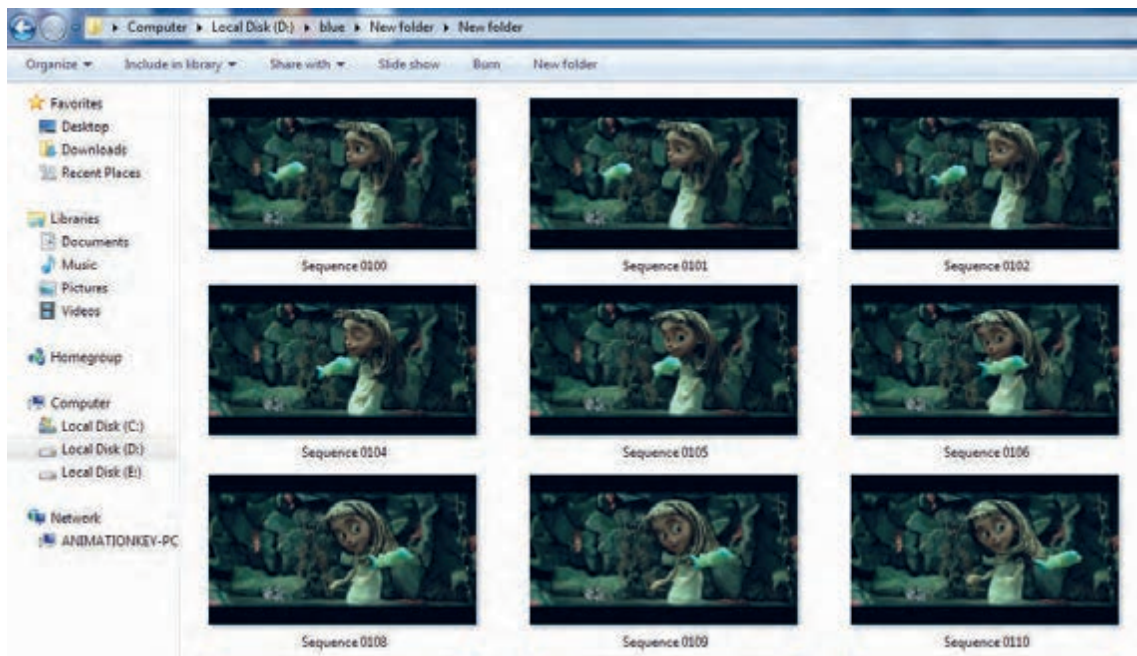 Computer ▸ Local Disk (D:) ▸ blue ▸ New folder ▸ New folder
Organize Include in library Share with Slide show Burn New folder
Favorites
Desktop
Downloads
Recent Places
Libraries
Documents
Music
Pictures
Videos
Homegroup
Computer
Local Disk (C:)
Local Disk (D:)
Local Disk (E:)
Network
ANIMATIONKEY-PC
Sequence 0100 Sequence 0101 Sequence 0102
Sequence 0104 Sequence 0105 Sequence 0106
Sequence 0108 Sequence 0109 Sequence 0110